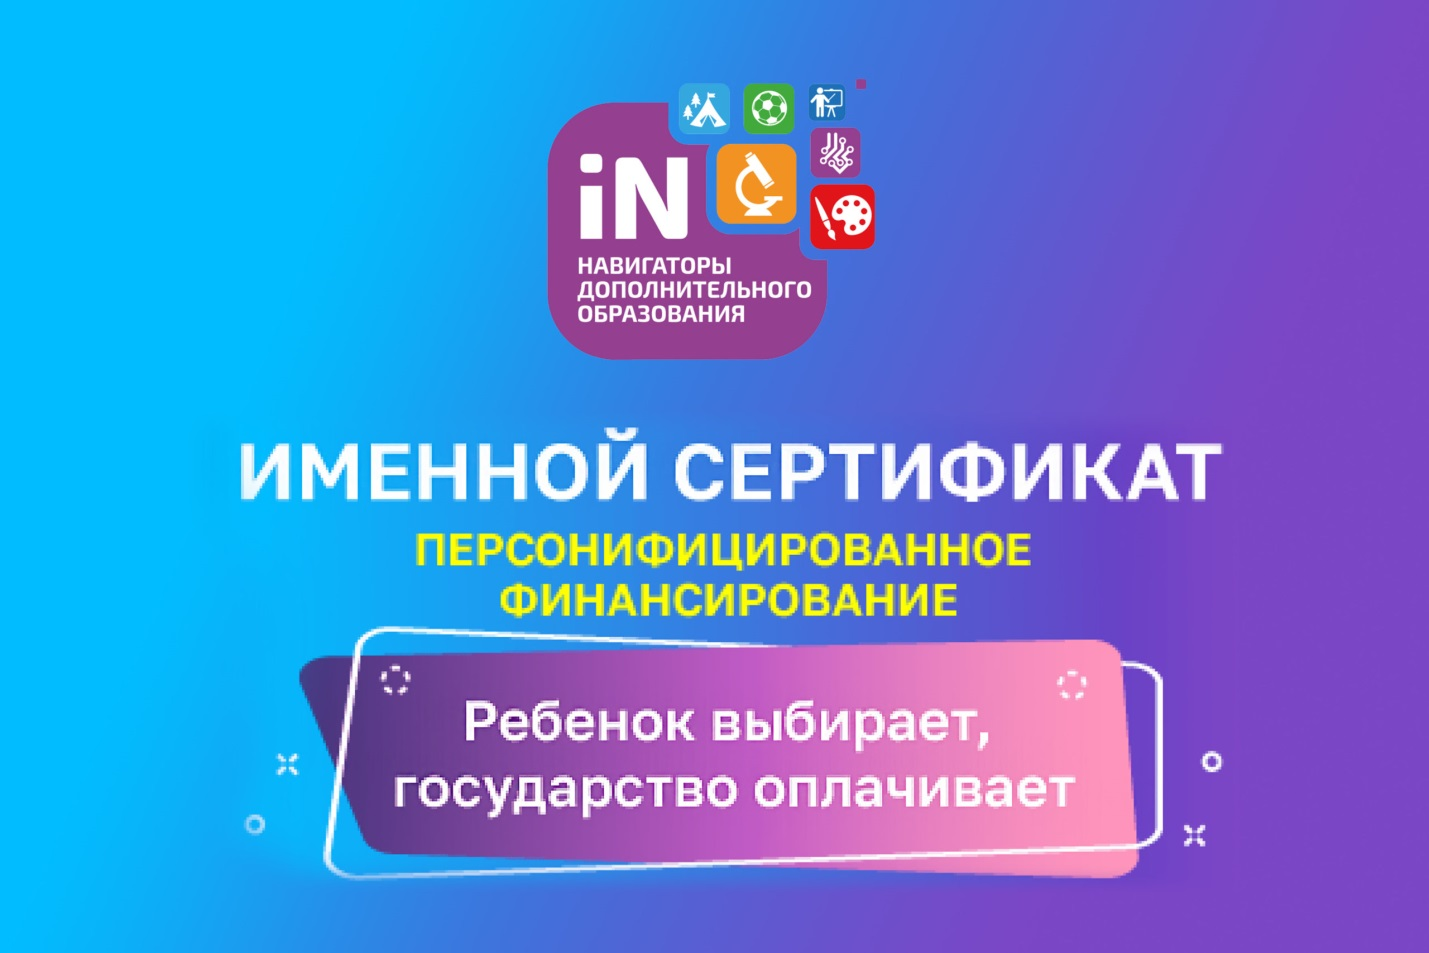 iN
НАВИГАТОРЫ
ДОПОЛНИТЕЛЬНОГО
ОБРАЗОВАНИЯ
ИМЕННОЙ СЕРТИФИКАТ
ПЕРСОНИФИЦИРОВАННОЕ
ФИНАНСИРОВАНИЕ
Ребенок выбирает,
государство оплачивает